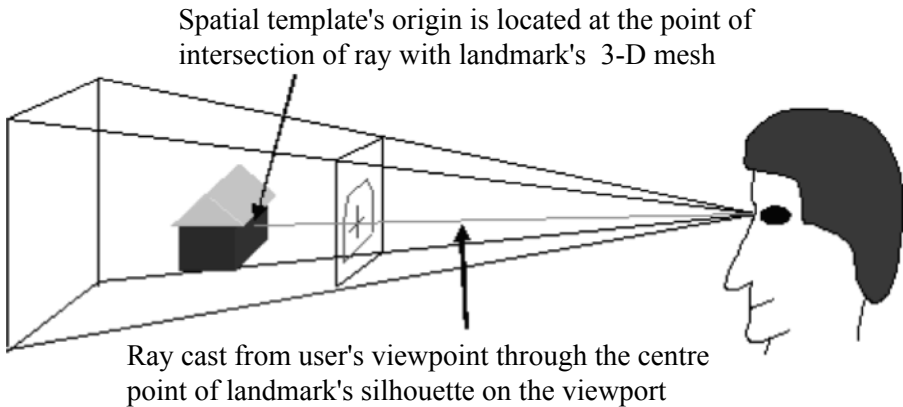 Spatial template's origin is located at the point of
intersection of ray with landmark's 3-D mesh
Ray cast from user's viewpoint through the centre
point of landmark's silhouette on the viewport